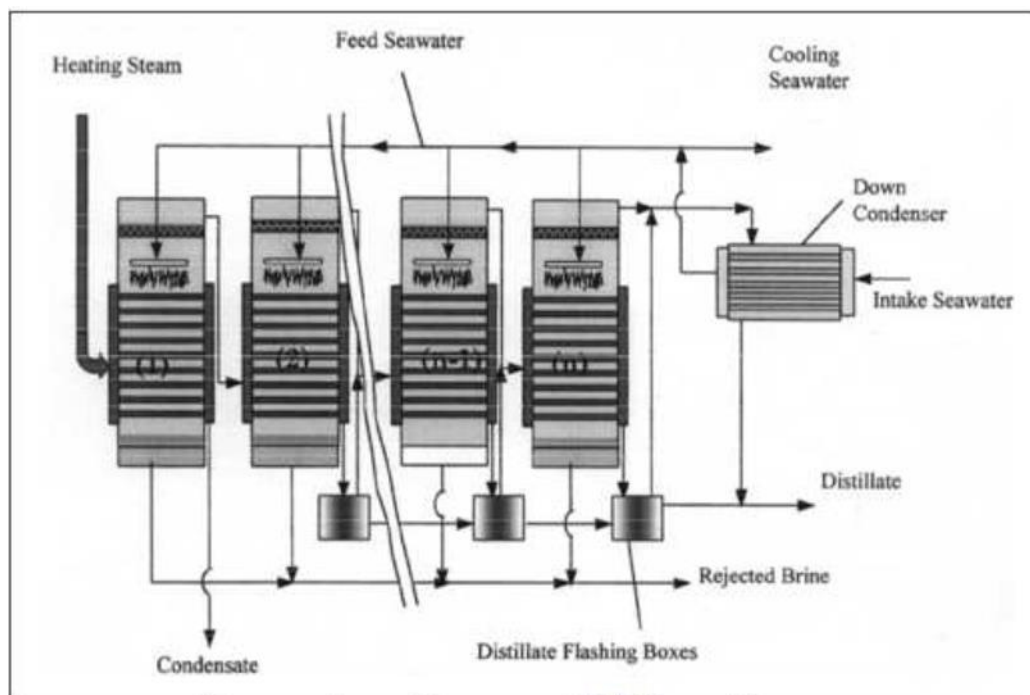 Feed Seawater
Heating Steam
Cooling
Seawater
Down
Condenser
Intake Seawater
(1)
(2)
(n-1)
(n)
Distillate
Rejected Brine
Distillate Flashing Boxes
Condensate